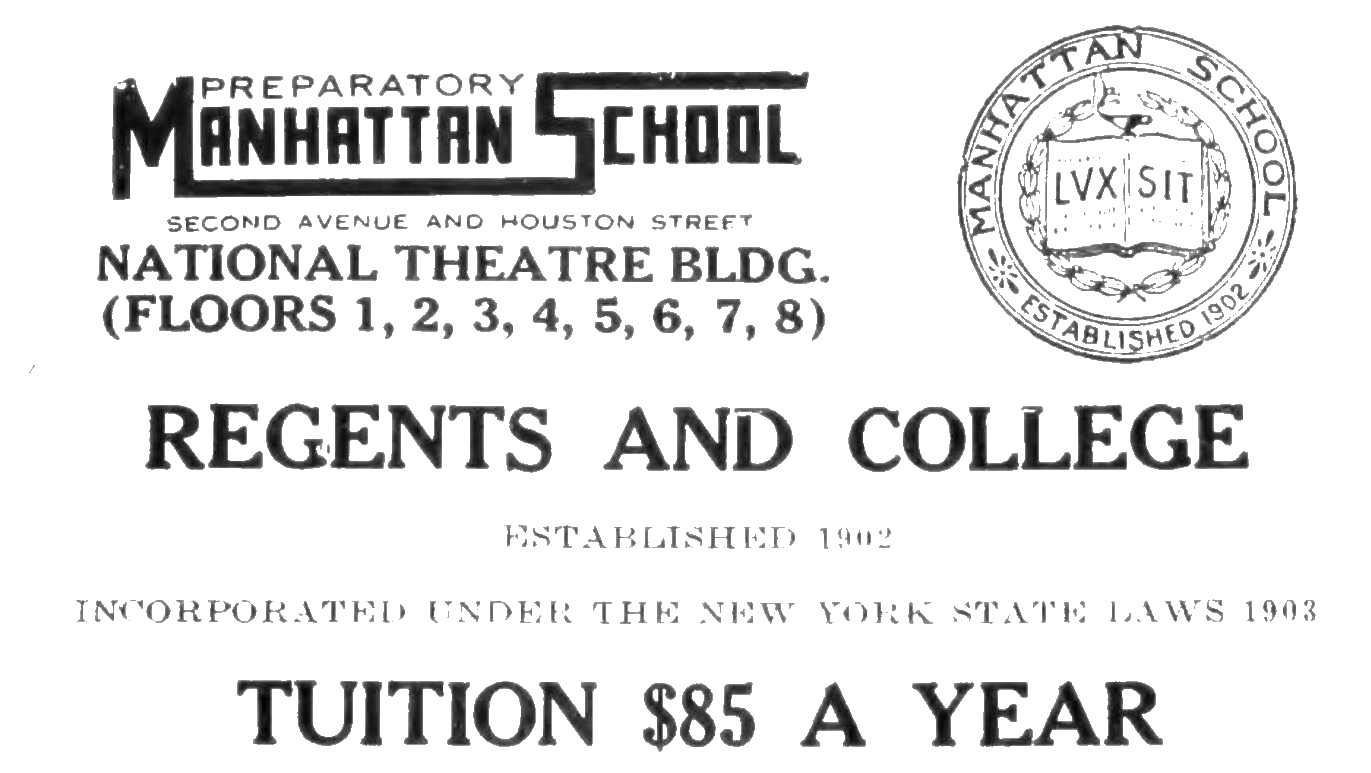 PREPARATORY
MANHATTAN SCHOOL
SECOND AVENUE AND HOUSTON STREET
NATIONAL THEATRE BLDG.
(FLOORS 1, 2, 3, 4, 5, 6, 7, 8)
MANHATTAN SCHOOL
LVX SIT
ESTABLISHED 1902
REGENTS AND COLLEGE
ESTABLISHED 1902
INCORPORATED UNDER THE NEW YORK STATE LAWS 1903
TUITION $85 A YEAR